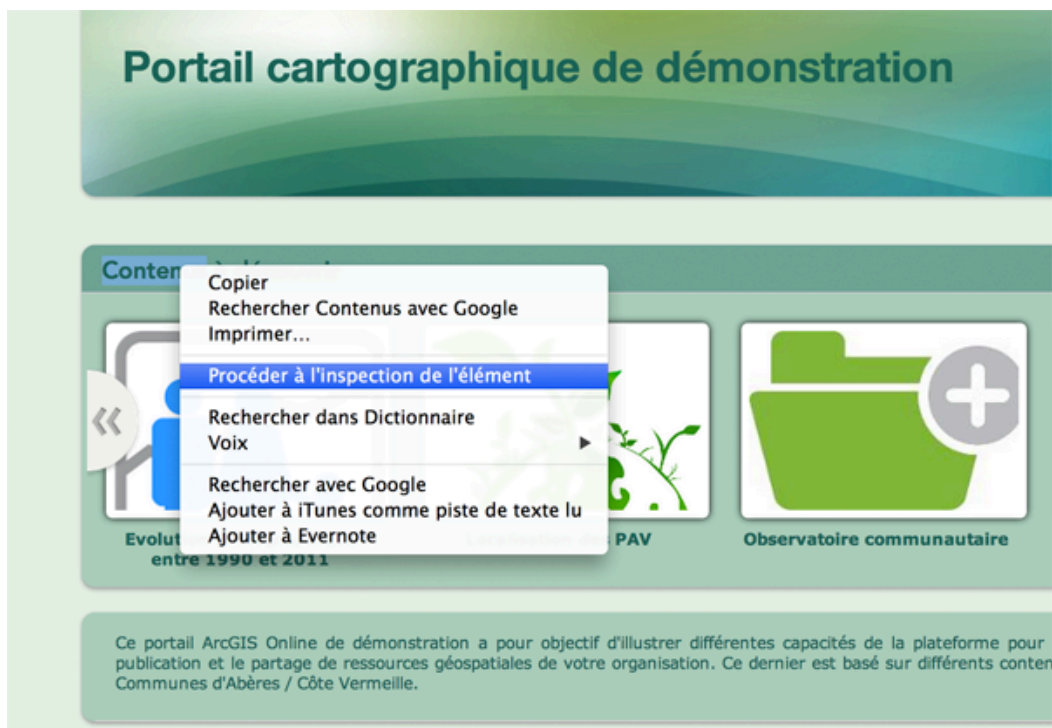 Portail cartographique de démonstration
Contenus
Copier
Rechercher Contenus avec Google
Imprimer...
Procéder à l'inspection de l'élément
Rechercher dans Dictionnaire
Voix
Rechercher avec Google
Ajouter à iTunes comme piste de texte lu
Ajouter à Evernote
entre 1990 et 2011
Localisation des PAV
Observatoire communautaire
Ce portail ArcGIS Online de démonstration a pour objectif d'illustrer différentes capacités de la plateforme pour
publication et le partage de ressources géospatiales de votre organisation. Ce dernier est basé sur différents
Communes d'Abères / Côte Vermeille.